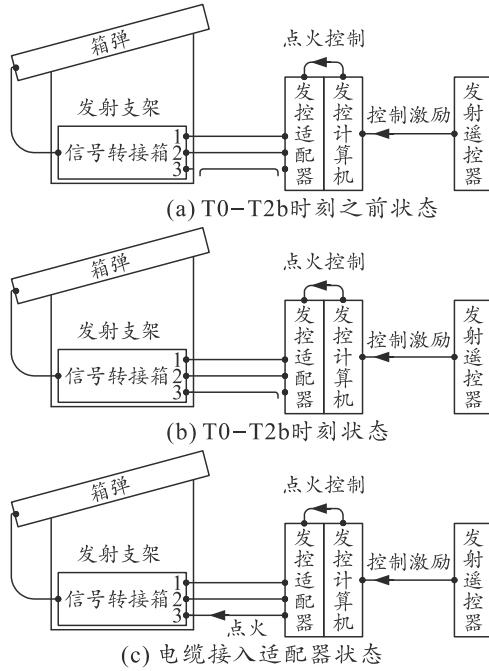 箱弹
点火控制
发射支架
信号转接箱
1
2
3
发控适配器
发控计算机
控制激励
发射遥控器
(a) T0-T2b时刻之前状态
箱弹
点火控制
发射支架
信号转接箱
1
2
3
发控适配器
发控计算机
控制激励
发射遥控器
(b) T0-T2b时刻状态
箱弹
点火控制
发射支架
信号转接箱
1
2
3
点火
发控适配器
发控计算机
控制激励
发射遥控器
(c) 电缆接入适配器状态